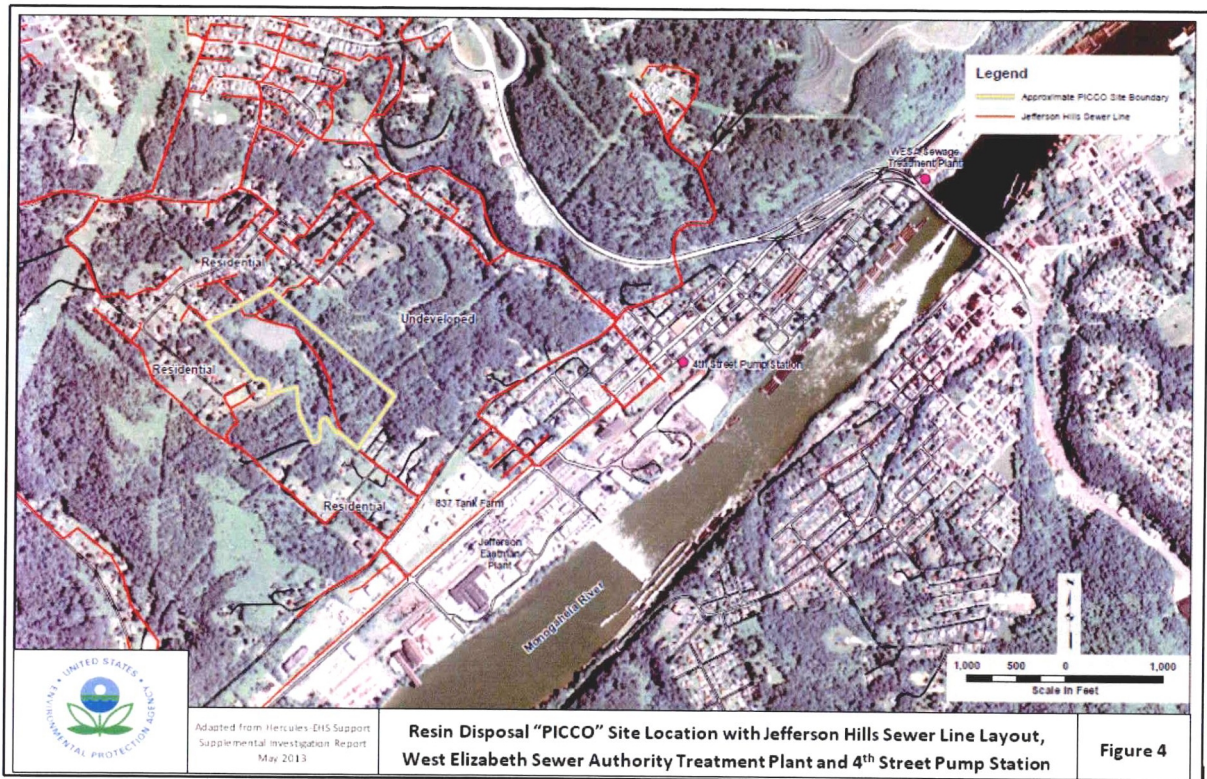 Legend
Approximate PICCO Site Boundary
Jefferson Hills Sewer Line
WESA Sewage
Treatment Plant
Residential
Undeveloped
Residential
4th Street Pump Station
Residential
837 Tank Farm
Jefferson
Eastman
Plant
Monogahela River
1,000 500 0 1,000
Scale In Feet
UNITED STATES
ENVIRONMENTAL PROTECTION AGENCY
Adapted from Hercules-EHS Support
Supplemental Investigation Report
May 2013
Resin Disposal “PICCO” Site Location with Jefferson Hills Sewer Line Layout,
West Elizabeth Sewer Authority Treatment Plant and 4th Street Pump Station
Figure 4